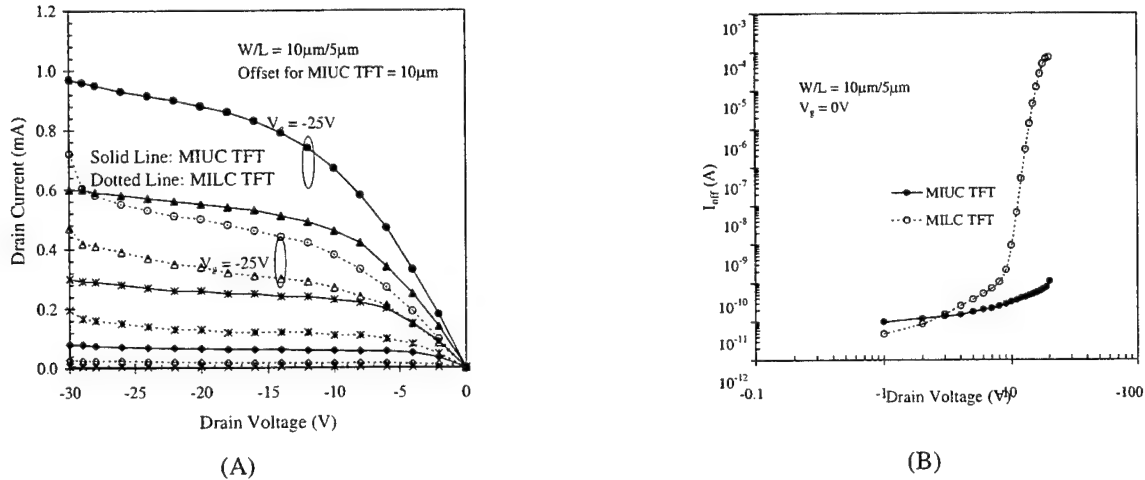 1.2
1.0
0.8
0.6
0.4
0.2
0.0
Drain Current (mA)
W/L = 10μm/5μm
Offset for MIUC TFT = 10μm
= -25V
Solid Line: MIUC TFT
Dotted Line: MILC TFT
= -25V
-30 -25 -20 -15 -10 -5 0
Drain Voltage (V)
(A)
10⁻³
10⁻⁴
10⁻⁵
10⁻⁶
10⁻⁷
10⁻⁸
10⁻⁹
10⁻¹⁰
10⁻¹¹
10⁻¹²
I_off (A)
W/L = 10μm/5μm
V_g = 0V
MIUC TFT
MILC TFT
-0.1 -1 -10 -100
Drain Voltage (V)
(B)